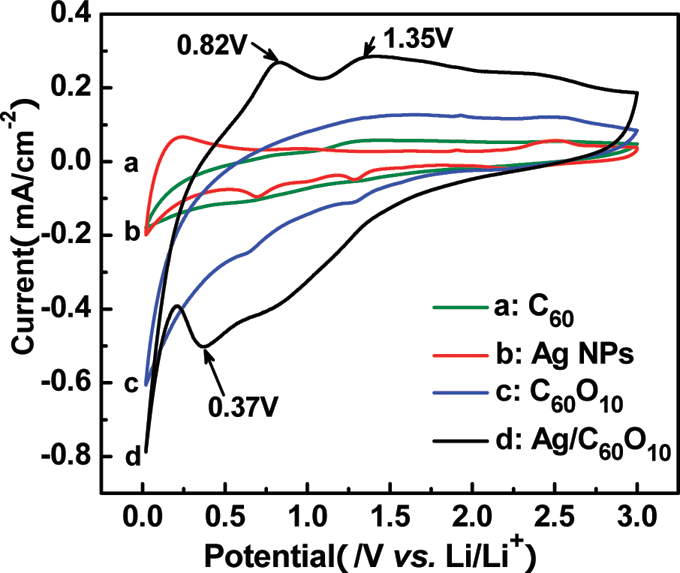 0.82V
1.35V
0.37V
a
b
c
d
a: C₆₀
b: Ag NPs
c: C₆₀O₁₀
d: Ag/C₆₀O₁₀
0.4
0.2
0.0
-0.2
-0.4
-0.6
-0.8
Current( mA/cm⁻²)
0.0 0.5 1.0 1.5 2.0 2.5 3.0
Potential( /V vs. Li/Li⁺)